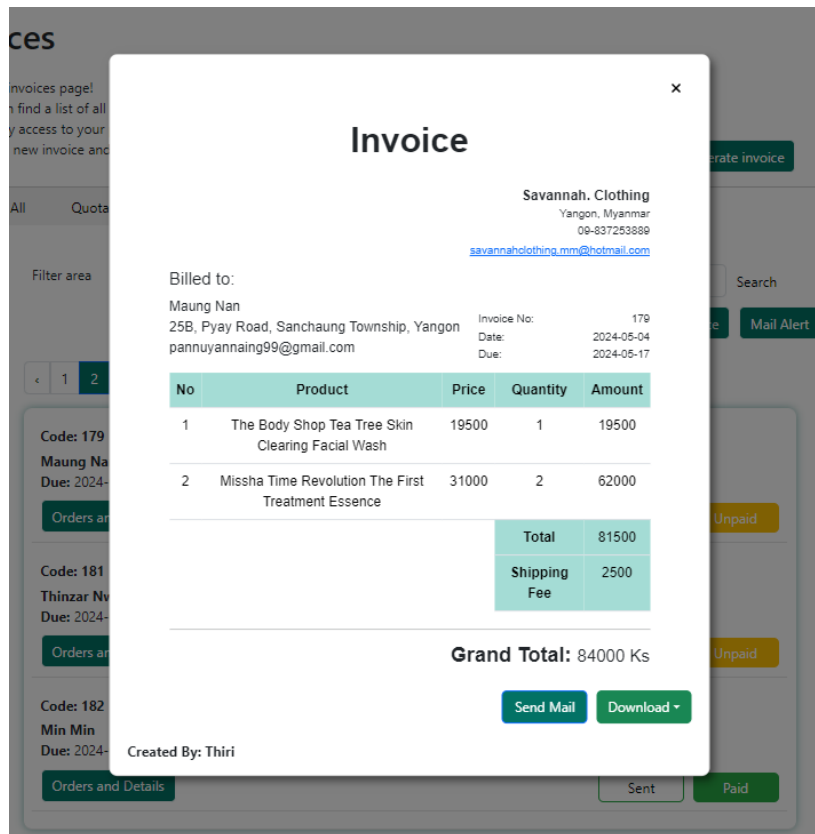 ces
invoices page!
find a list of all
access to your
new invoice and
erate invoice
All
Quota
Filter area
Search
Mail Alert
‹ 1 2
Code: 179
Maung Na
Due: 2024-
Orders an
Unpaid
Code: 181
Thinzar Nw
Due: 2024-
Orders an
Unpaid
Code: 182
Min Min
Due: 2024-
Orders and Details
Sent
Paid
×
Invoice
Savannah. Clothing
Yangon, Myanmar
09-837253889
savannahclothing.mm@hotmail.com
Billed to:
Maung Nan
25B, Pyay Road, Sanchaung Township, Yangon
pannuyannaing99@gmail.com
Invoice No: 179
Date: 2024-05-04
Due: 2024-05-17
No Product Price Quantity Amount
1 The Body Shop Tea Tree Skin 19500 1 19500
Clearing Facial Wash
2 Missha Time Revolution The First 31000 2 62000
Treatment Essence
Total 81500
Shipping 2500
Fee
Grand Total: 84000 Ks
Send Mail
Download
Created By: Thiri